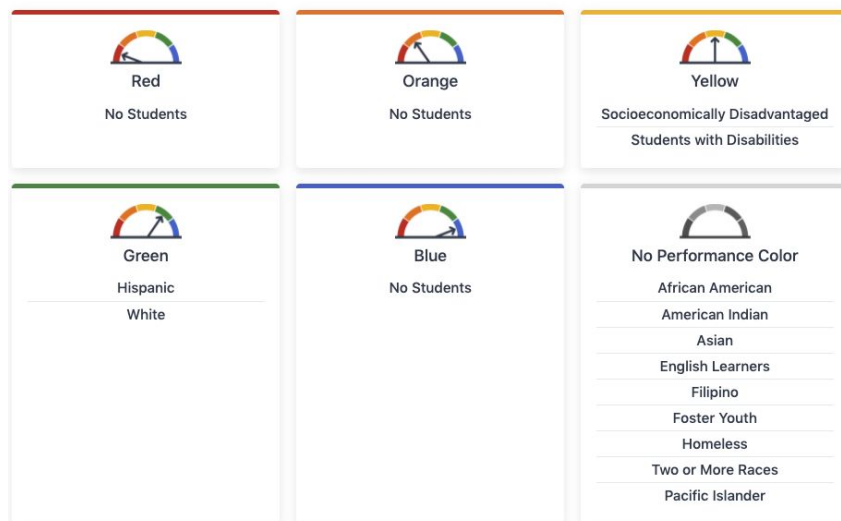 Red
No Students
Orange
No Students
Yellow
Socioeconomically Disadvantaged
Students with Disabilities
Green
Hispanic
White
Blue
No Students
No Performance Color
African American
American Indian
Asian
English Learners
Filipino
Foster Youth
Homeless
Two or More Races
Pacific Islander